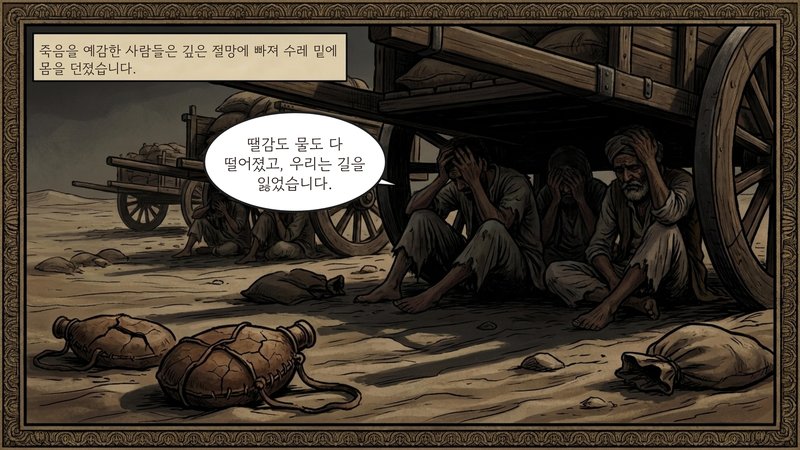 죽음을 예감한 사람들은 깊은 절망에 빠져 수레 밑에
몸을 던졌습니다.
땔감도 물도 다
떨어졌고, 우리는 길을
잃었습니다.